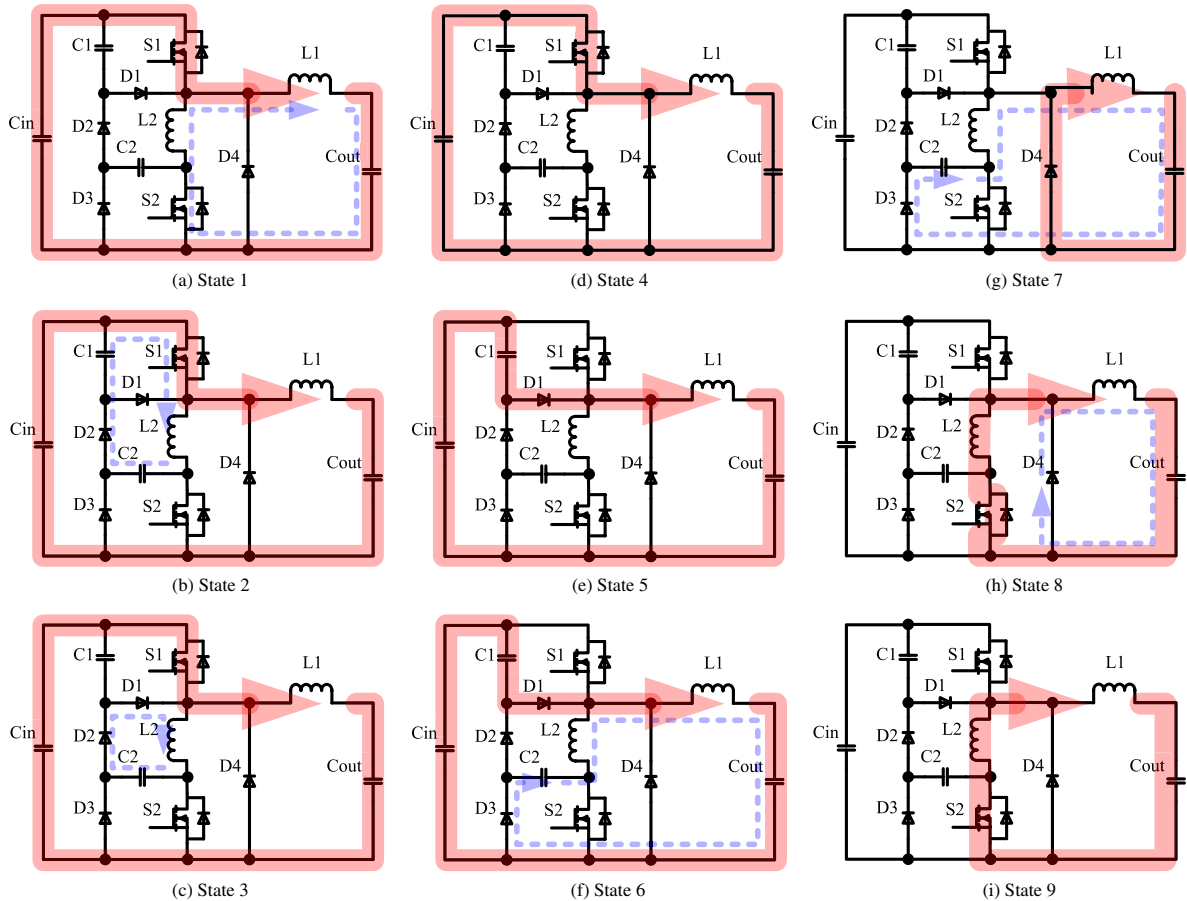 C1
S1
L1
D1
Cin
D2
L2
C2
D4
Cout
D3
S2
(a) State 1
C1
S1
L1
D1
Cin
D2
L2
C2
D4
Cout
D3
S2
(d) State 4
C1
S1
L1
D1
Cin
D2
L2
C2
D4
Cout
D3
S2
(g) State 7
C1
S1
L1
D1
Cin
D2
L2
C2
D4
Cout
D3
S2
(b) State 2
C1
S1
L1
D1
Cin
D2
L2
C2
D4
Cout
D3
S2
(e) State 5
C1
S1
L1
D1
Cin
D2
L2
C2
D4
Cout
D3
S2
(h) State 8
C1
S1
L1
D1
Cin
D2
L2
C2
D4
Cout
D3
S2
(c) State 3
C1
S1
L1
D1
Cin
D2
L2
C2
D4
Cout
D3
S2
(f) State 6
C1
S1
L1
D1
Cin
D2
L2
C2
D4
Cout
D3
S2
(i) State 9